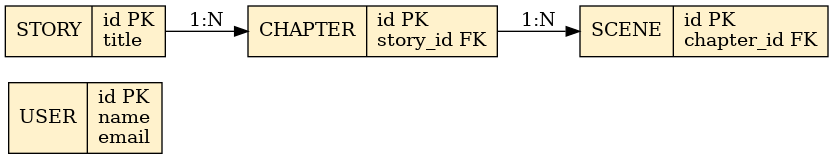 STORY
id PK
title
1:N
CHAPTER
id PK
story_id FK
1:N
SCENE
id PK
chapter_id FK
USER
id PK
name
email